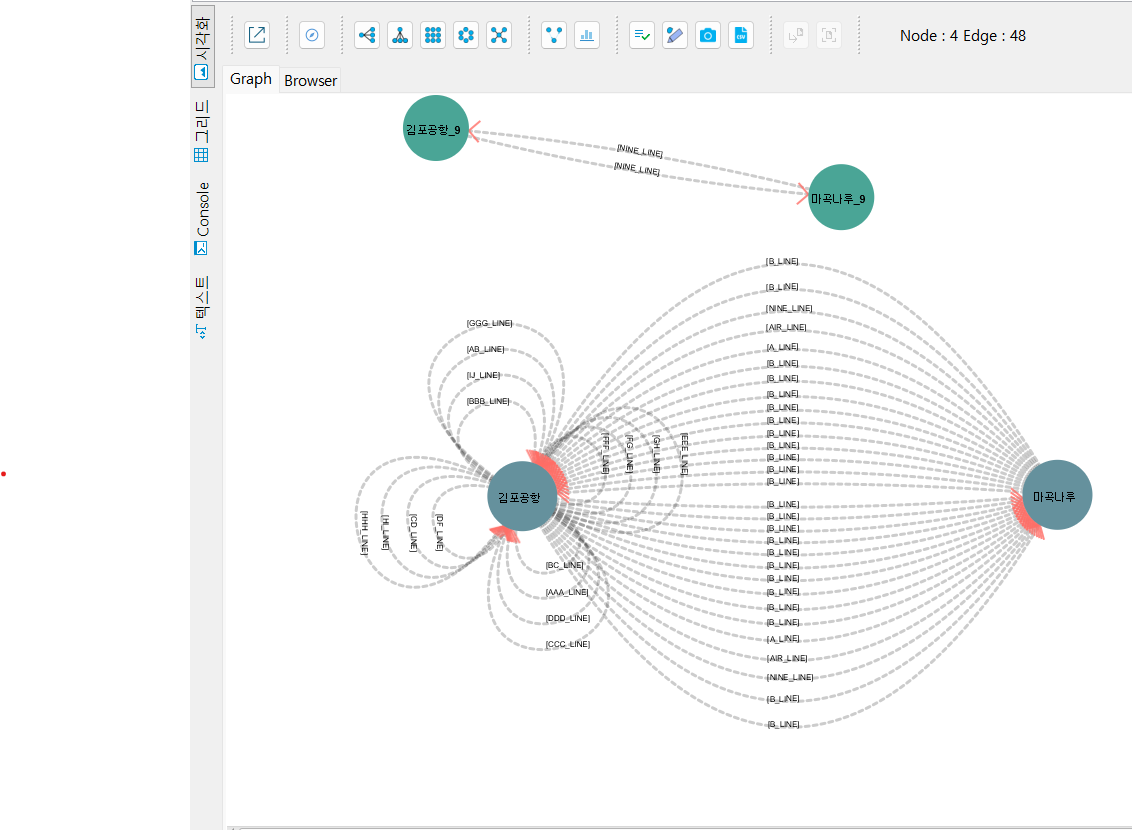 시각화
그리드
Console
텍스트
Node : 4 Edge : 48
Graph
Browser
CSV
김포공항_9
[NINE_LINE]
[NINE_LINE]
마곡나루_9
[B_LINE]
[B_LINE]
[NINE_LINE]
[AIR_LINE]
[A_LINE]
[B_LINE]
[B_LINE]
[B_LINE]
[B_LINE]
[B_LINE]
[B_LINE]
[B_LINE]
[B_LINE]
[B_LINE]
[B_LINE]
[GGG_LINE]
[AB_LINE]
[IJ_LINE]
[BBB_LINE]
[FFF_LINE]
[FG_LINE]
[GH_LINE]
[EEE_LINE]
김포공항
마곡나루
[HHH_LINE]
[HI_LINE]
[CD_LINE]
[DF_LINE]
[BC_LINE]
[AAA_LINE]
[DDD_LINE]
[CCC_LINE]
[B_LINE]
[B_LINE]
[B_LINE]
[B_LINE]
[B_LINE]
[B_LINE]
[B_LINE]
[B_LINE]
[B_LINE]
[B_LINE]
[A_LINE]
[AIR_LINE]
[NINE_LINE]
[B_LINE]
[B_LINE]